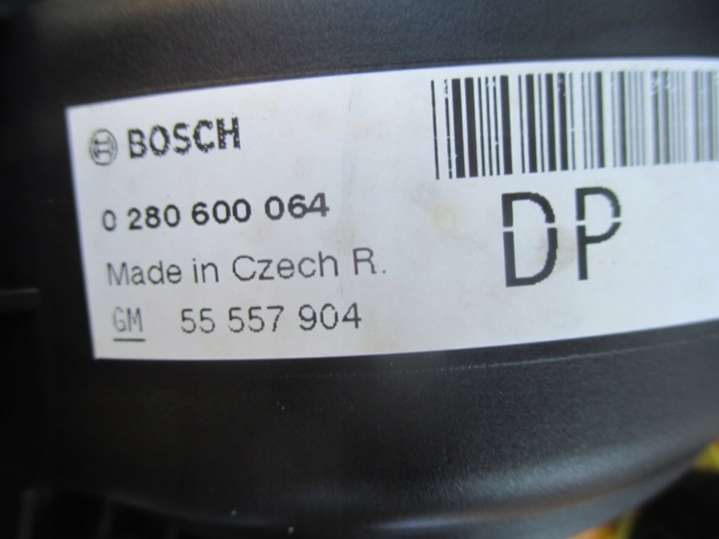 BOSCH
0 280 600 064
Made in Czech R.
GM 55 557 904
DP